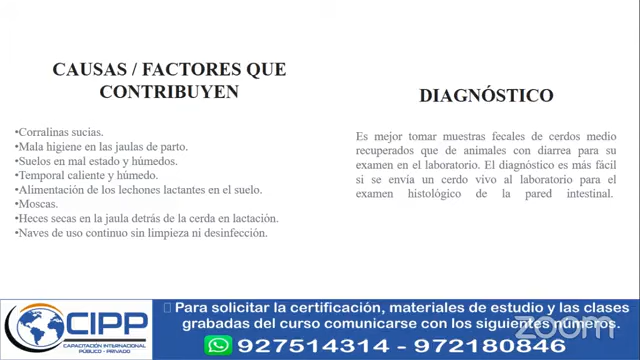 CAUSAS / FACTORES QUE
CONTRIBUYEN
•Corralinas sucias.
•Mala higiene en las jaulas de parto.
•Suelos en mal estado y húmedos.
•Temporal caliente y húmedo.
•Alimentación de los lechones lactantes en el suelo.
•Moscas.
•Heces secas en la jaula detrás de la cerda en lactación.
•Naves de uso continuo sin limpieza ni desinfección.
DIAGNÓSTICO
Es mejor tomar muestras fecales de cerdos medio
recuperados que de animales con diarrea para su
examen en el laboratorio. El diagnóstico es más fácil
si se envía un cerdo vivo al laboratorio para el
examen histológico de la pared intestinal.
CIPP
CAPACITACIÓN INTERNACIONAL
PÚBLICO - PRIVADO
Para solicitar la certificación, materiales de estudio y las clases
grabadas del curso comunicarse con los siguientes números.
927514314 - 972180846
zoom